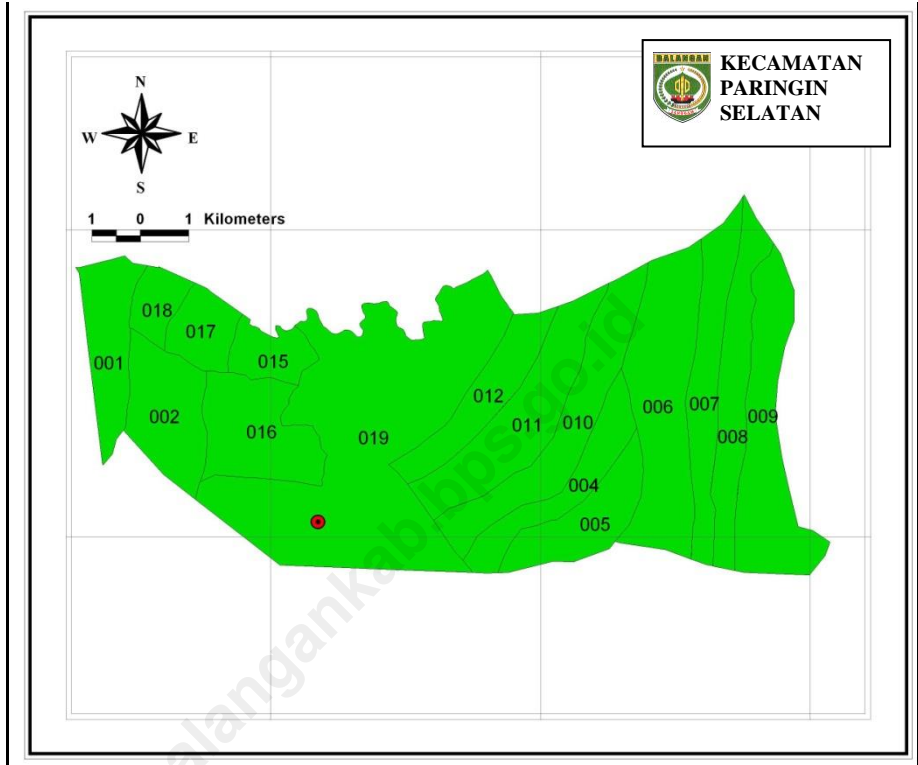 BALANGAN
KECAMATAN
PARINGIN
SELATAN
N
W E
S
1 0 1 Kilometers
018
017
001
015
012
002
006
007
009
016
019
011
010
008
004
005
balangankab.bps.go.id